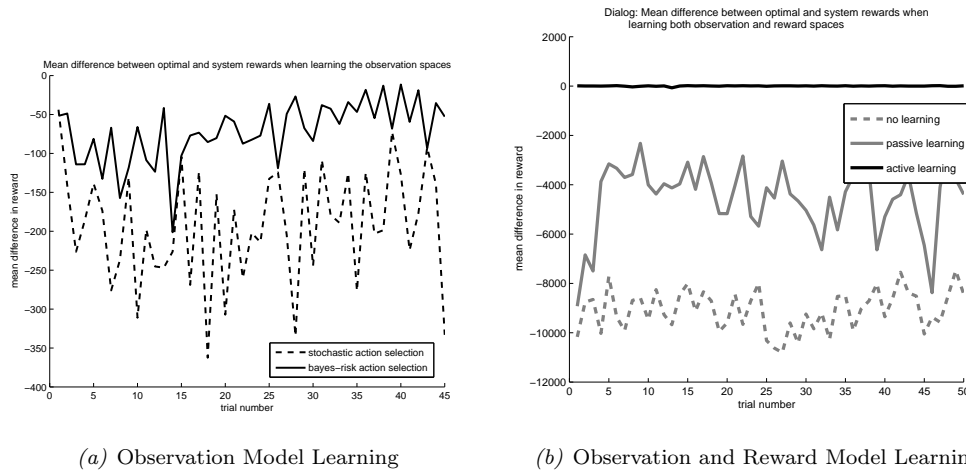 Mean difference between optimal and system rewards when learning the observation spaces
0
−50
−100
−150
−200
−250
−300
−350
−400
mean difference in reward
0 5 10 15 20 25 30 35 40 45
trial number
stochastic action selection
bayes−risk action selection
(a) Observation Model Learning
Dialog: Mean difference between optimal and system rewards when
learning both observation and reward spaces
2000
0
−2000
−4000
−6000
−8000
−10000
−12000
mean difference in reward
0 5 10 15 20 25 30 35 40 45 50
trial number
no learning
passive learning
active learning
(b) Observation and Reward Model Learnin